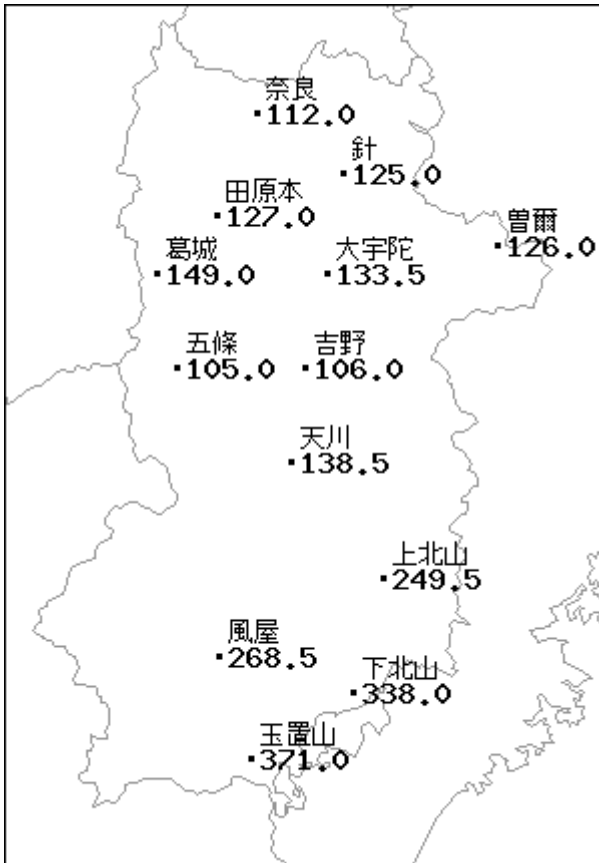 奈良
112.0
針
125.0
田原本
127.0
曽爾
126.0
葛城
149.0
大宇陀
133.5
五條
105.0
吉野
106.0
天川
138.5
上北山
249.5
風屋
268.5
下北山
338.0
玉置山
371.0